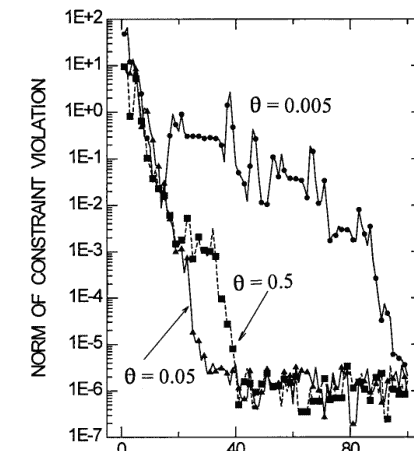 NORM OF CONSTRAINT VIOLATION
1E+2
1E+1
1E+0
1E-1
1E-2
1E-3
1E-4
1E-5
1E-6
1E-7
θ = 0.005
θ = 0.5
θ = 0.05
0 40 80